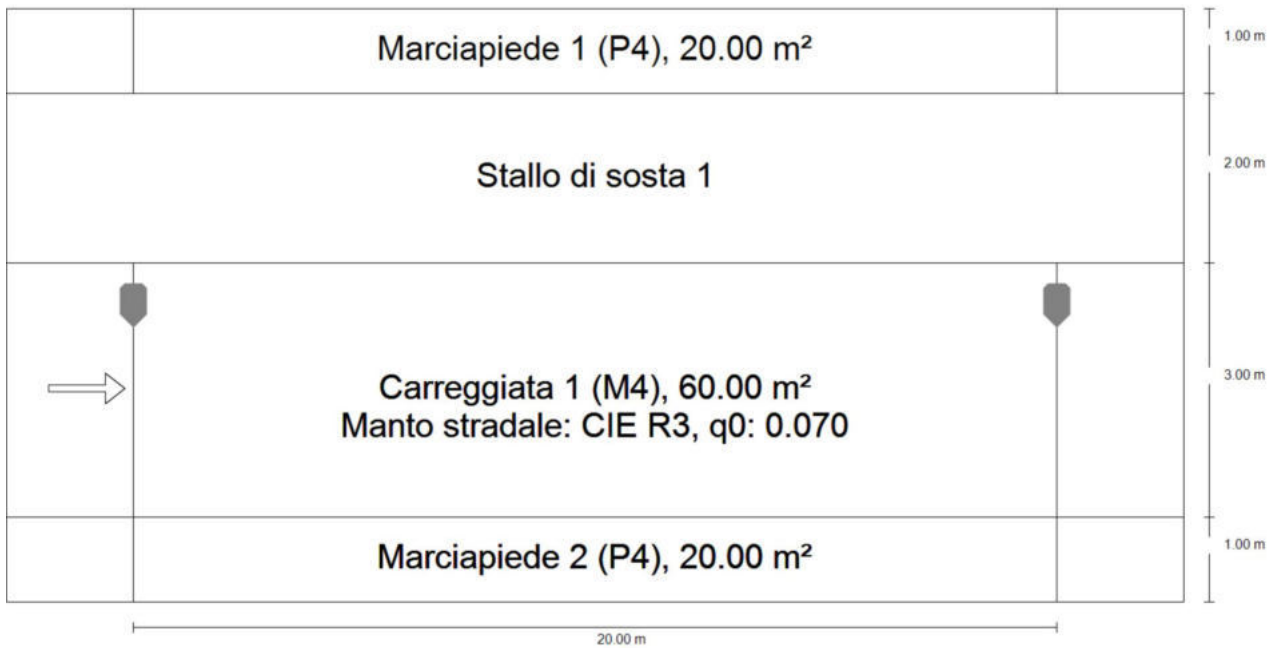 Marciapiede 1 (P4), 20.00 m²
1.00 m
Stallo di sosta 1
2.00 m
Carreggiata 1 (M4), 60.00 m²
Manto stradale: CIE R3, q0: 0.070
3.00 m
Marciapiede 2 (P4), 20.00 m²
1.00 m
20.00 m